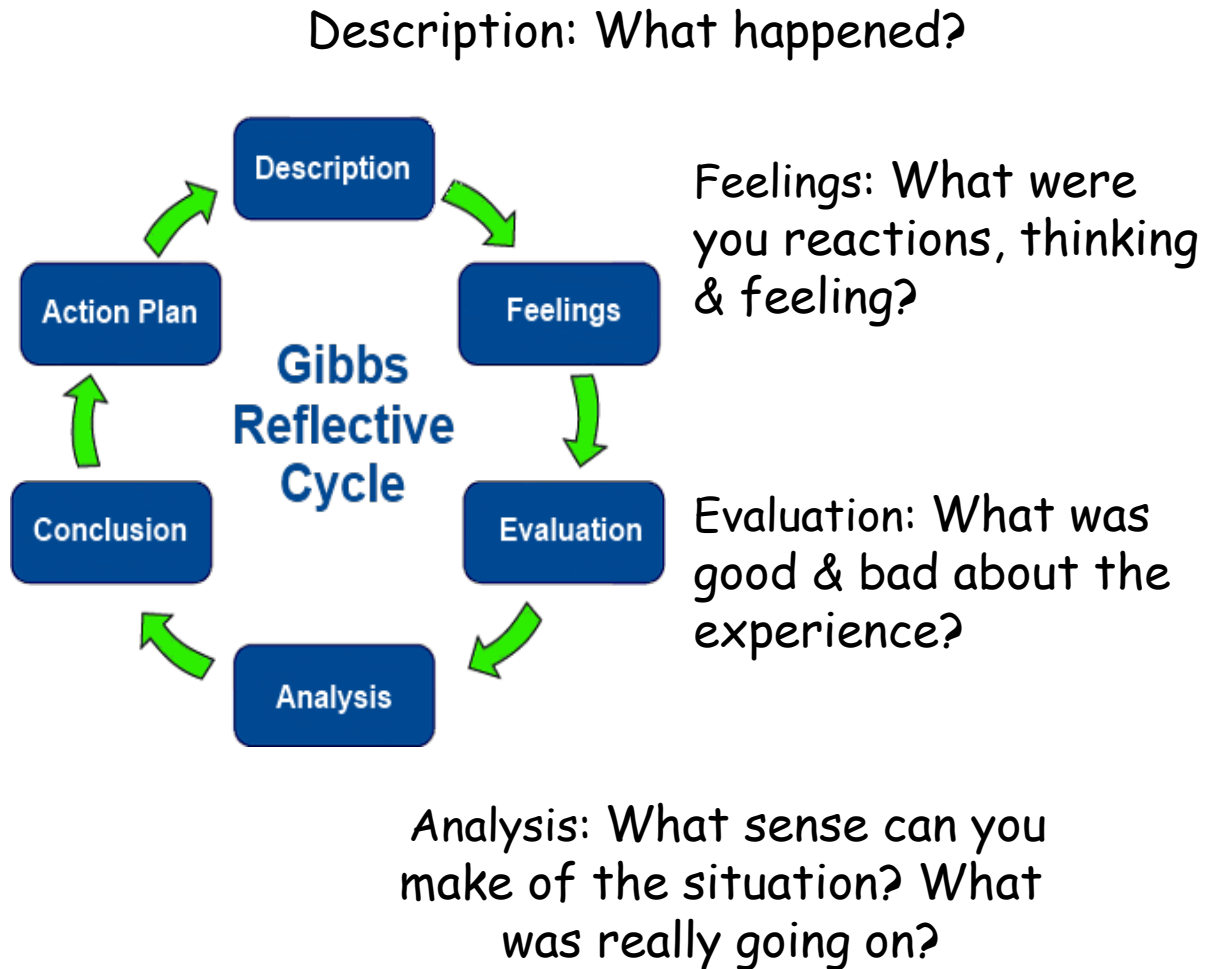 Description: What happened?
Description
Feelings: What were
you reactions, thinking
& feeling?
Action Plan
Feelings
Gibbs
Reflective
Cycle
Conclusion
Evaluation
Evaluation: What was
good & bad about the
experience?
Analysis
Analysis: What sense can you
make of the situation? What
was really going on?